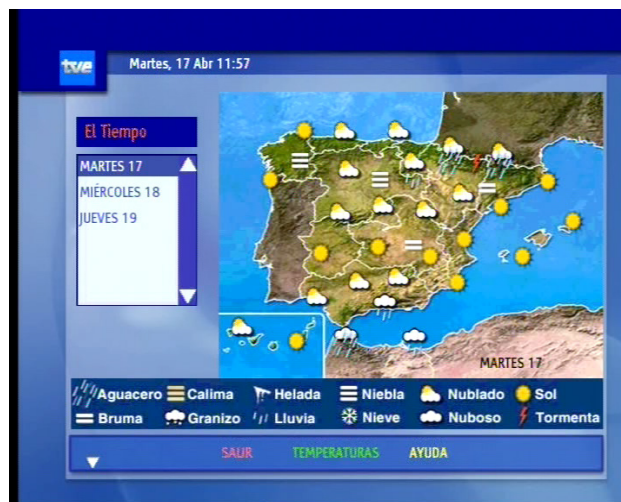 tve
Martes, 17 Abr 11:57
El Tiempo
MARTES 17
MIÉRCOLES 18
JUEVES 19
MARTES 17
Aguacero Calima Helada Niebla Nublado Sol
Bruma Granizo Lluvia Nieve Nuboso Tormenta
SALIR TEMPERATURAS AYUDA